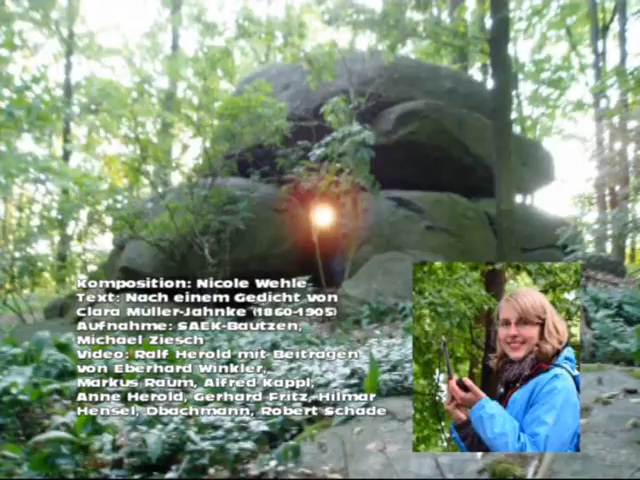 Komposition: Nicole Wehle
Text: Nach einem Gedicht von
Clara Müller-Jahnke (1860-1905)
Aufnahme: SAEK-Bautzen,
Michael Ziesch
Video: Ralf Herold mit Beiträgen
von Eberhard Winkler,
Markus Raum, Alfred Kappl,
Anne Herold, Gerhard Fritz, Hilmar
Hensel, Dbachmann, Robert Schade